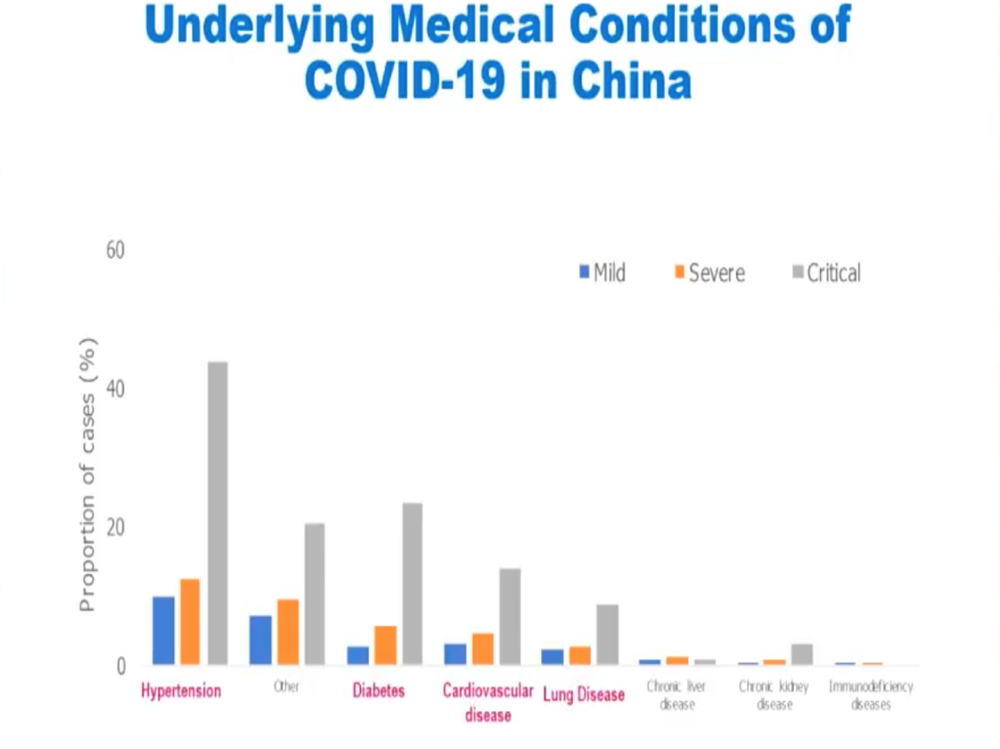 Underlying Medical Conditions of
COVID-19 in China
60
Mild
Severe
Critical
40
20
0
Proportion of cases (%)
Hypertension
Other
Diabetes
Cardiovascular
disease
Lung Disease
Chronic liver
disease
Chronic kidney
disease
Immunodeficiency
diseases